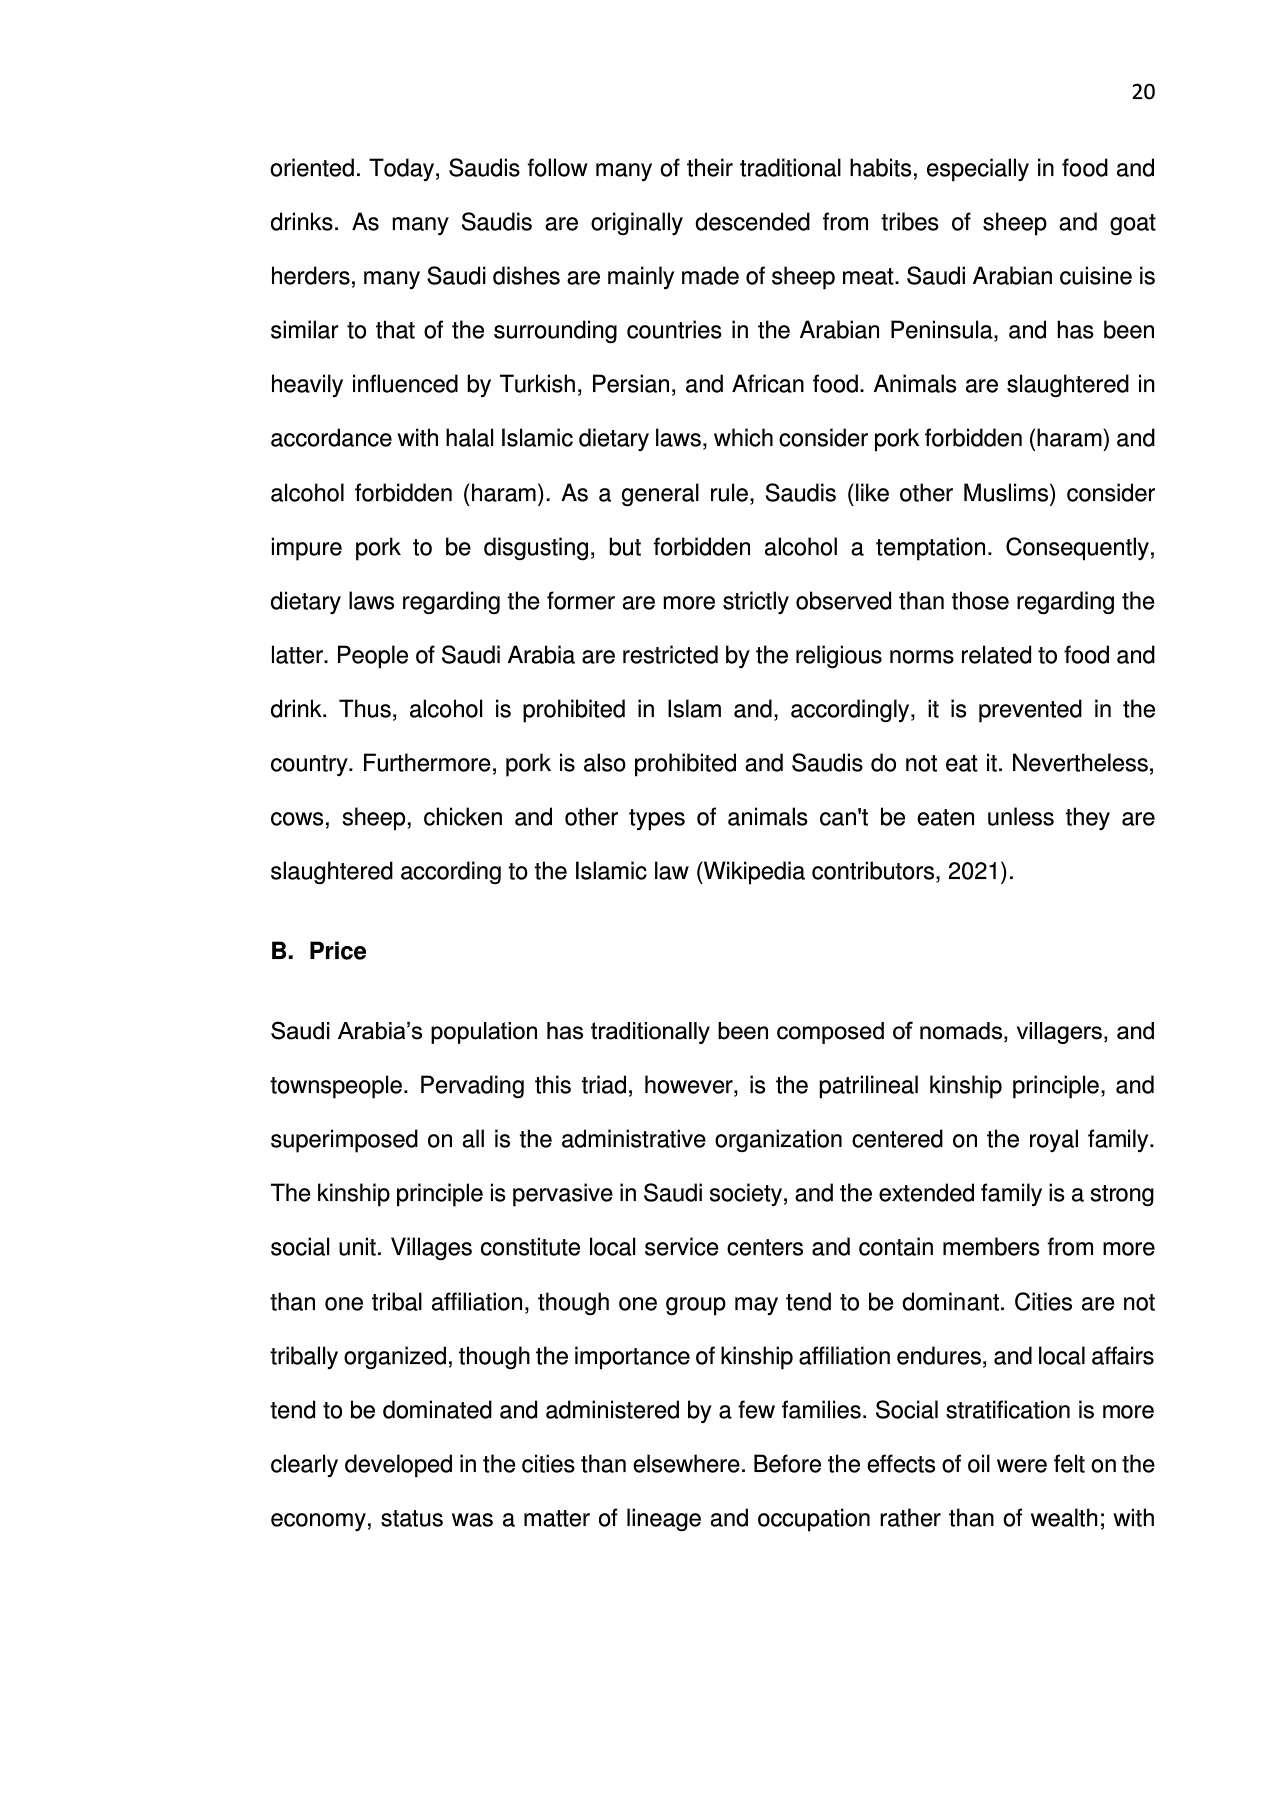 20
oriented. Today, Saudis follow many of their traditional habits, especially in food and
drinks. As many Saudis are originally descended from tribes of sheep and goat
herders, many Saudi dishes are mainly made of sheep meat. Saudi Arabian cuisine is
similar to that of the surrounding countries in the Arabian Peninsula, and has been
heavily influenced by Turkish, Persian, and African food. Animals are slaughtered in
accordance with halal Islamic dietary laws, which consider pork forbidden (haram) and
alcohol forbidden (haram). As a general rule, Saudis (like other Muslims) consider
impure pork to be disgusting, but forbidden alcohol a temptation. Consequently,
dietary laws regarding the former are more strictly observed than those regarding the
latter. People of Saudi Arabia are restricted by the religious norms related to food and
drink. Thus, alcohol is prohibited in Islam and, accordingly, it is prevented in the
country. Furthermore, pork is also prohibited and Saudis do not eat it. Nevertheless,
cows, sheep, chicken and other types of animals can't be eaten unless they are
slaughtered according to the Islamic law (Wikipedia contributors, 2021).
B. Price
Saudi Arabia’s population has traditionally been composed of nomads, villagers, and
townspeople. Pervading this triad, however, is the patrilineal kinship principle, and
superimposed on all is the administrative organization centered on the royal family.
The kinship principle is pervasive in Saudi society, and the extended family is a strong
social unit. Villages constitute local service centers and contain members from more
than one tribal affiliation, though one group may tend to be dominant. Cities are not
tribally organized, though the importance of kinship affiliation endures, and local affairs
tend to be dominated and administered by a few families. Social stratification is more
clearly developed in the cities than elsewhere. Before the effects of oil were felt on the
economy, status was a matter of lineage and occupation rather than of wealth; with